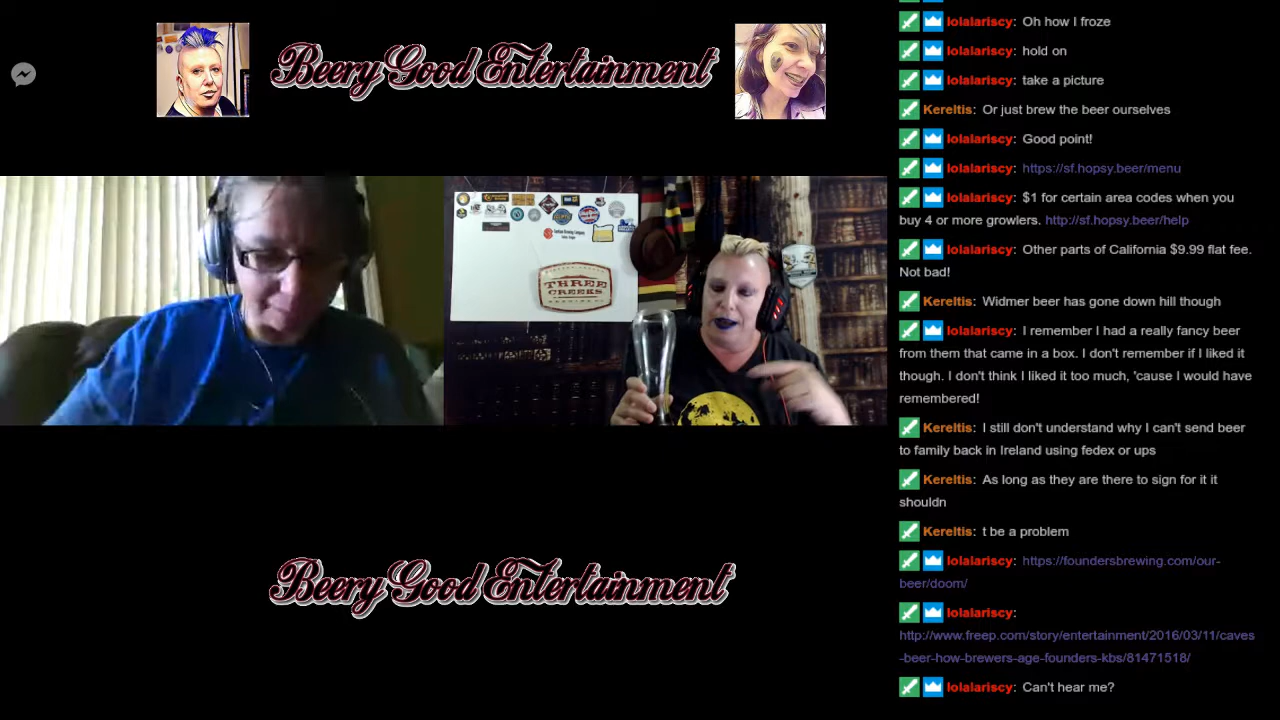 Beery Good Entertainment
THREE
CREEKS
Beery Good Entertainment
lolalariscy: Oh how I froze
lolalariscy: hold on
lolalariscy: take a picture
Kereltis: Or just brew the beer ourselves
lolalariscy: Good point!
lolalariscy: https://sf.hopsy.beer/menu
lolalariscy: $1 for certain area codes when you
buy 4 or more growlers. http://sf.hopsy.beer/help
lolalariscy: Other parts of California $9.99 flat fee.
Not bad!
Kereltis: Widmer beer has gone down hill though
lolalariscy: I remember I had a really fancy beer
from them that came in a box. I don't remember if I liked it
though. I don't think I liked it too much, 'cause I would have
remembered!
Kereltis: I still don't understand why I can't send beer
to family back in Ireland using fedex or ups
Kereltis: As long as they are there to sign for it it
shouldn
Kereltis: t be a problem
lolalariscy: https://foundersbrewing.com/our-
beer/doom/
lolalariscy:
http://www.freep.com/story/entertainment/2016/03/11/caves
-beer-how-brewers-age-founders-kbs/81471518/
lolalariscy: Can't hear me?